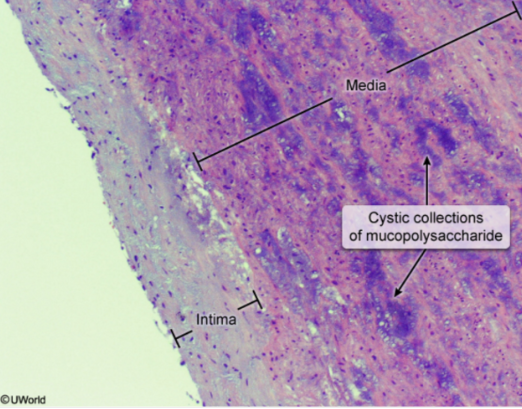 Media
Cystic collections
of mucopolysaccharide
Intima
©UWorld